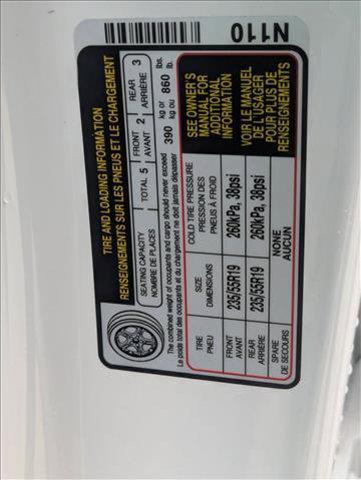 N110
TIRE AND LOADING INFORMATION
RENSEIGNEMENTS SUR LES PNEUS ET LE CHARGEMENT
SEATING CAPACITY
NOMBRE DE PLACES
TOTAL 5
FRONT
AVANT 2
REAR
ARRIÈRE 3
The combined weight of occupants and cargo should never exceed
Le poids total des occupants et du chargement ne doit jamais dépasser
390 kg or kg ou 860 lb. lb.
TIRE
PNEU
SIZE
DIMENSIONS
COLD TIRE PRESSURE
PRESSION DES
PNEUS À FROID
FRONT
AVANT
235/55R19
260kPa, 38psi
REAR
ARRIÈRE
235/55R19
260kPa, 38psi
SPARE
DE SECOURS
NONE
AUCUN
SEE OWNER'S
MANUAL FOR
ADDITIONAL
INFORMATION
VOIR LE MANUEL
DE L'USAGER
POUR PLUS DE
RENSEIGNEMENTS